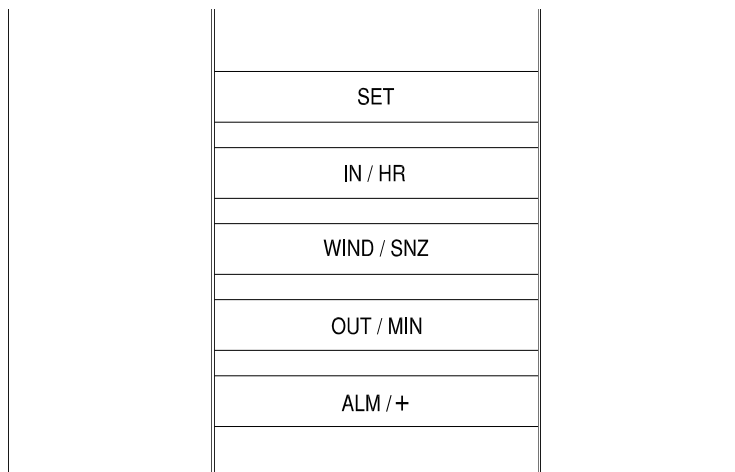 SET
IN / HR
WIND / SNZ
OUT / MIN
ALM / +